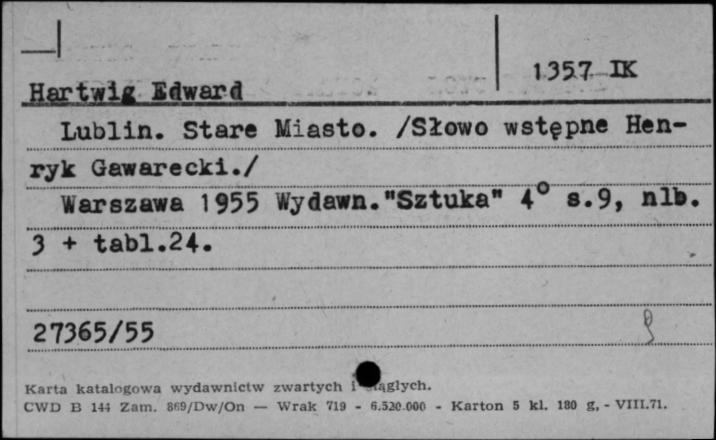 1357 IK
Hartwig Edward
Lublin. Stare Miasto. /Słowo wstępne Hen-
ryk Gawarecki./
Warszawa 1955 Wydawn."Sztuka" 4° s.9, nlb.
3 + tabl.24.
27365/55
Karta katalogowa wydawnictw zwartych i ciągłych.
CWD B 144 Zam. 869/Dw/On — Wrak 719 - 6.520.000 - Karton 5 kl. 180 g, - VIII.71.